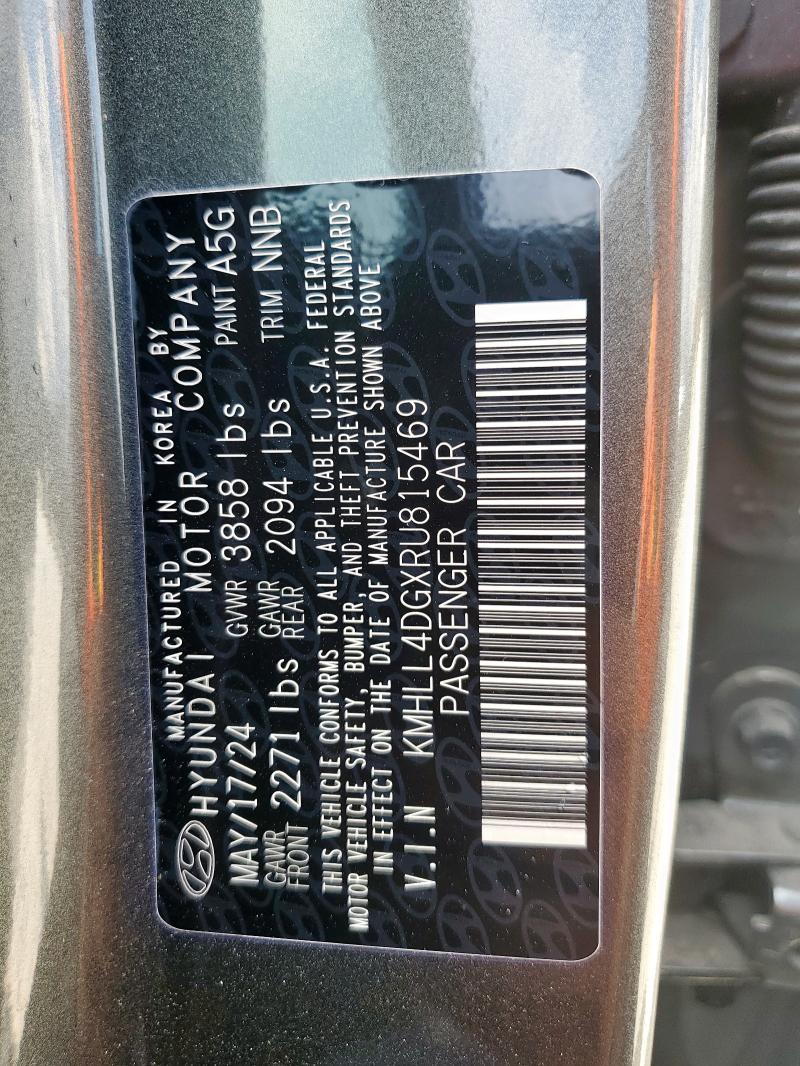 MANUFACTURED IN KOREA BY
HYUNDAI MOTOR COMPANY
MAY/17/24 GVWR 3858 lbs PAINT A5G
GAWR FRONT 2271 lbs GAWR REAR 2094 lbs TRIM NNB
THIS VEHICLE CONFORMS TO ALL APPLICABLE U.S.A. FEDERAL
MOTOR VEHICLE SAFETY, BUMPER, AND THEFT PREVENTION STANDARDS
IN EFFECT ON THE DATE OF MANUFACTURE SHOWN ABOVE
V.I.N KMHLL4DGXRU815469
PASSENGER CAR